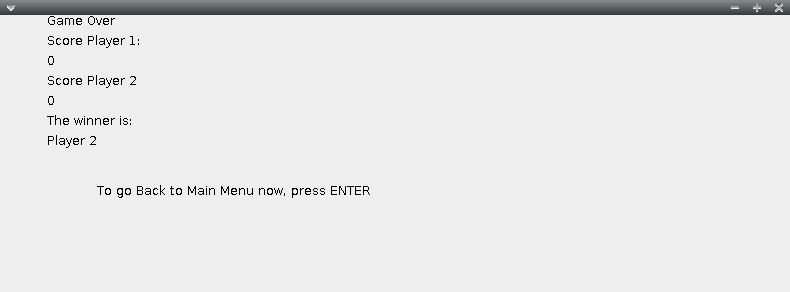 Game Over
Score Player 1:
0
Score Player 2
0
The winner is:
Player 2
To go Back to Main Menu now, press ENTER